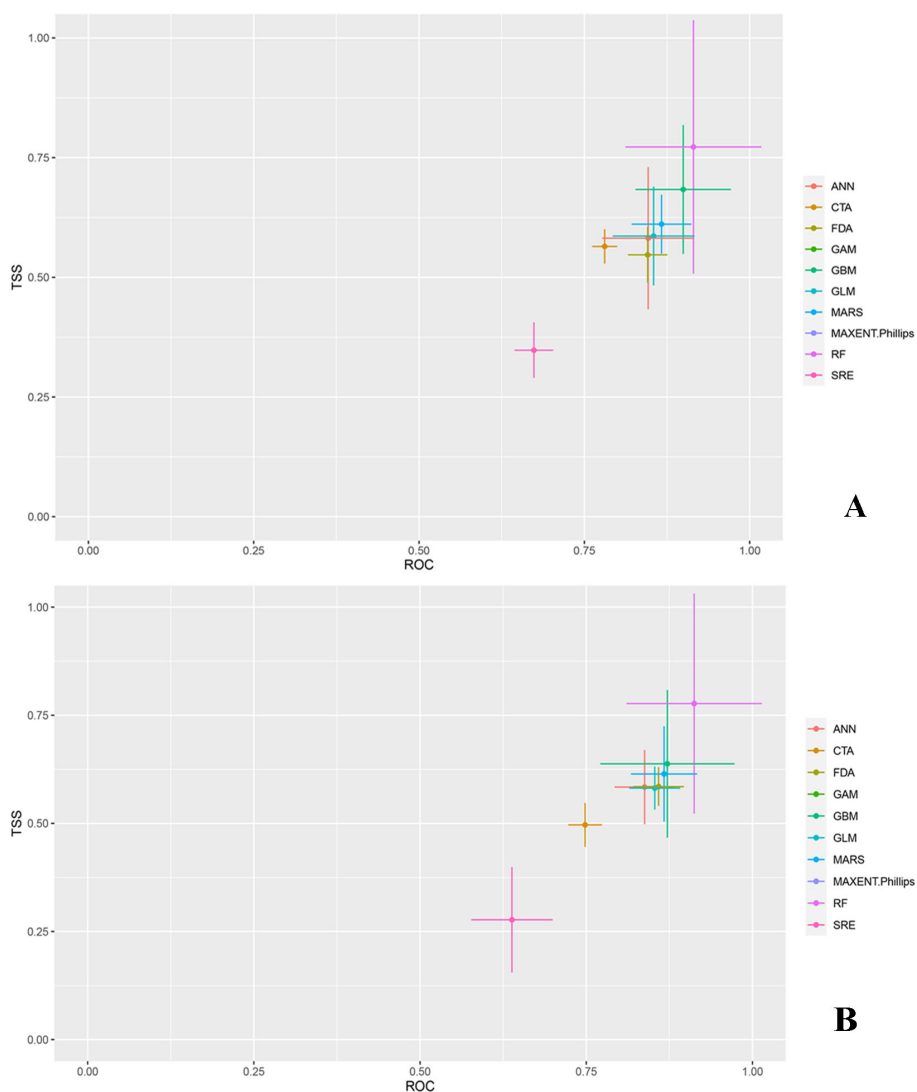 1.00
0.75
0.50
0.25
0.00
TSS
0.00 0.25 0.50 0.75 1.00
ROC
ANN
CTA
FDA
GAM
GBM
GLM
MARS
MAXENT.Phillips
RF
SRE
A
1.00
0.75
0.50
0.25
0.00
TSS
0.00 0.25 0.50 0.75 1.00
ROC
ANN
CTA
FDA
GAM
GBM
GLM
MARS
MAXENT.Phillips
RF
SRE
B